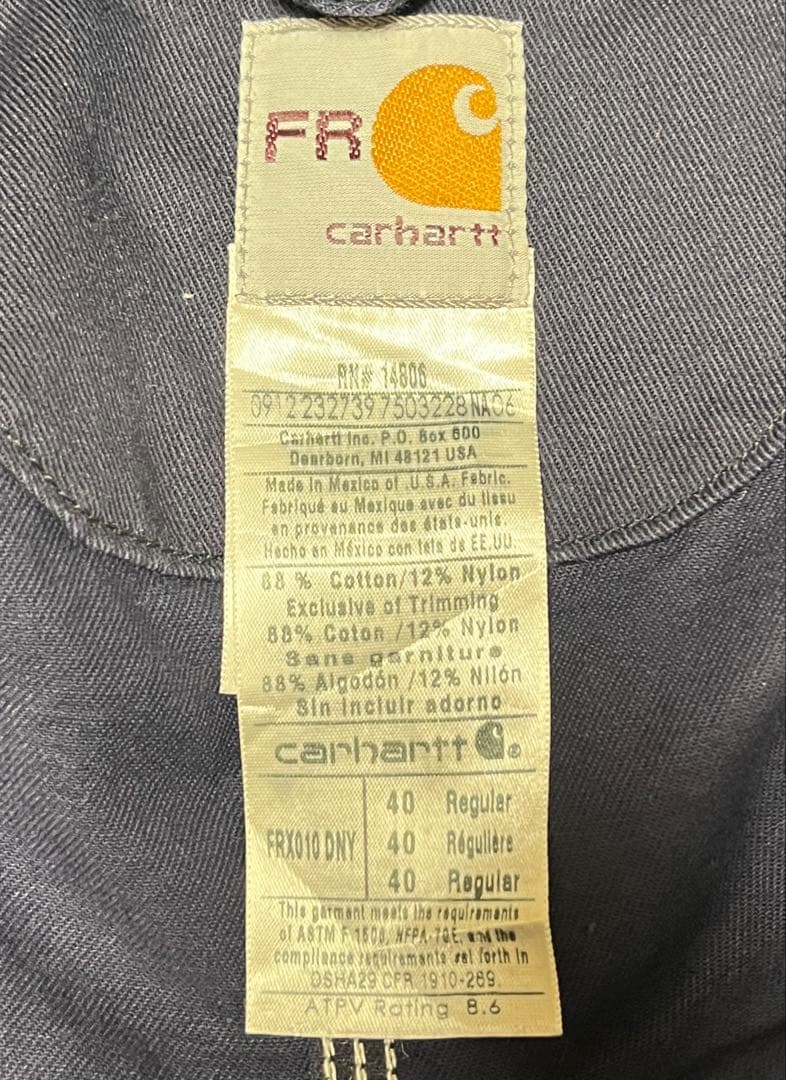 FR
carhartt
RN# 14806
09122327397503228NA06
Carhartt Inc. P.O. Box 600
Dearborn, MI 48121 USA
Made in Mexico of .U.S.A. Fabric.
Fabriqué au Mexique avec du tissu
en provenance des états-unis.
Hecho en México con tela de EE.UU.
88 % Cotton/12% Nylon
Exclusive of Trimming
88% Coton /12% Nylon
Sans garniture
88% Algodón /12% Nilón
Sin incluir adorno
carhartt ®
FRX010 DNY
40 Regular
40 Régulière
40 Regular
This garment meets the requirements
of ASTM F 1506, NFPA-70E, and the
compliance requirements set forth in
OSHA29 CFR 1910-269.
ATPV Rating 8.6